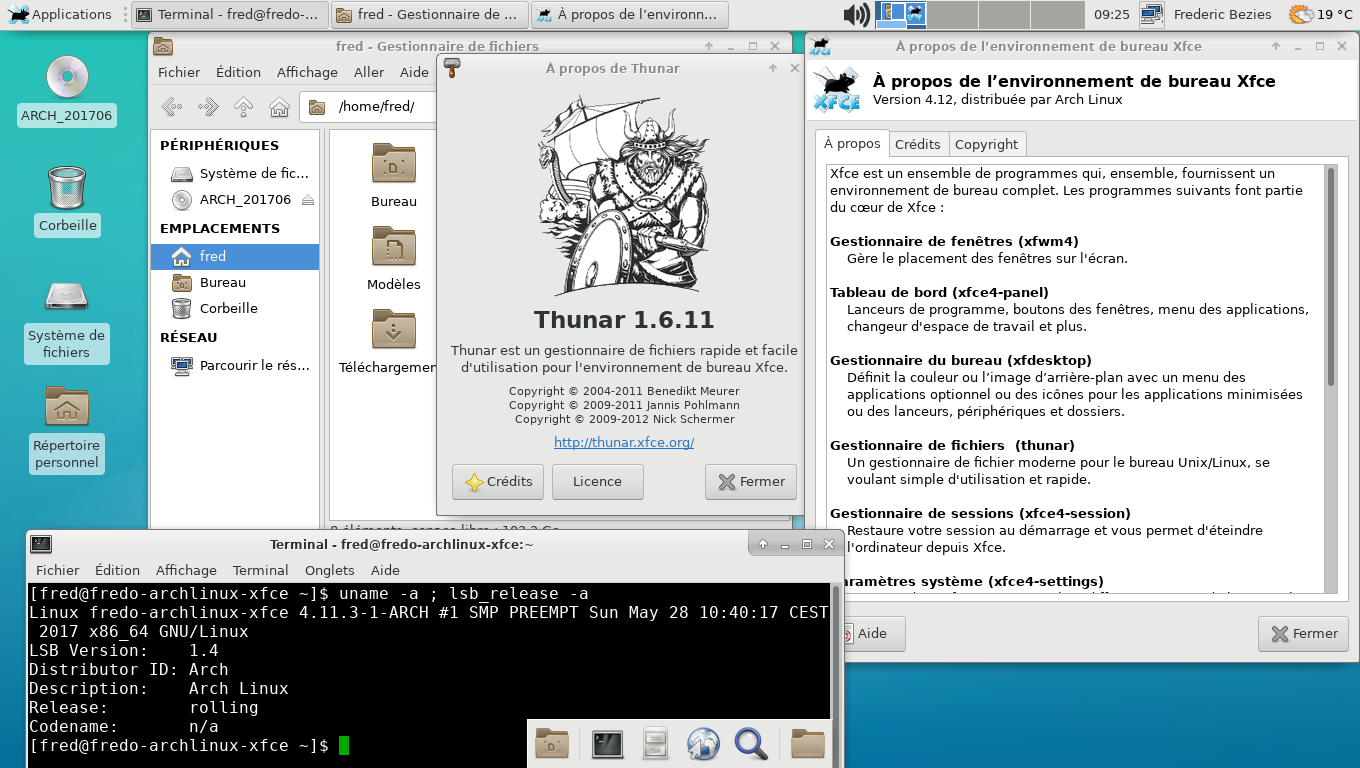 Applications
Terminal - fred@fredo-...
fred - Gestionnaire de ...
À propos de l’environn...
09:25
Frederic Bezies
19 °C
ARCH_201706
Corbeille
Système de
fichiers
Répertoire
personnel
fred - Gestionnaire de fichiers
Fichier Édition Affichage Aller Aide
/home/fred/
PÉRIPHÉRIQUES
Système de fic...
ARCH_201706
EMPLACEMENTS
fred
Bureau
Corbeille
RÉSEAU
Parcourir le rés...
Bureau
Modèles
À propos de Thunar
Thunar 1.6.11
Thunar est un gestionnaire de fichiers rapide et facile
d'utilisation pour l'environnement de bureau Xfce.
Copyright © 2004-2011 Benedikt Meurer
Copyright © 2009-2011 Jannis Pohlmann
Copyright © 2009-2012 Nick Schermer
http://thunar.xfce.org/
Crédits
Licence
Fermer
À propos de l’environnement de bureau Xfce
XFCE
À propos de l’environnement de bureau Xfce
Version 4.12, distribuée par Arch Linux
À propos Crédits Copyright
Xfce est un ensemble de programmes qui, ensemble, fournissent un
environnement de bureau complet. Les programmes suivants font partie
du cœur de Xfce :
Gestionnaire de fenêtres (xfwm4)
Gère le placement des fenêtres sur l'écran.
Tableau de bord (xfce4-panel)
Lanceurs de programme, boutons des fenêtres, menu des applications,
changeur d'espace de travail et plus.
Gestionnaire du bureau (xfdesktop)
Définit la couleur ou l’image d’arrière-plan avec un menu des
applications optionnel ou des icônes pour les applications minimisées
ou des lanceurs, périphériques et dossiers.
Gestionnaire de fichiers (thunar)
Un gestionnaire de fichier moderne pour le bureau Unix/Linux, se
voulant simple d'utilisation et rapide.
Gestionnaire de sessions (xfce4-session)
Restaure votre session au démarrage et vous permet d'éteindre
l'ordinateur depuis Xfce.
système (xfce4-settings)
Aide
Fermer
Terminal - fred@fredo-archlinux-xfce:~
Fichier Édition Affichage Terminal Onglets Aide
[fred@fredo-archlinux-xfce ~]$ uname -a ; lsb_release -a
Linux fredo-archlinux-xfce 4.11.3-1-ARCH #1 SMP PREEMPT Sun May 28 10:40:17 CEST
2017 x86_64 GNU/Linux
LSB Version: 1.4
Distributor ID: Arch
Description: Arch Linux
Release: rolling
Codename: n/a
[fred@fredo-archlinux-xfce ~]$